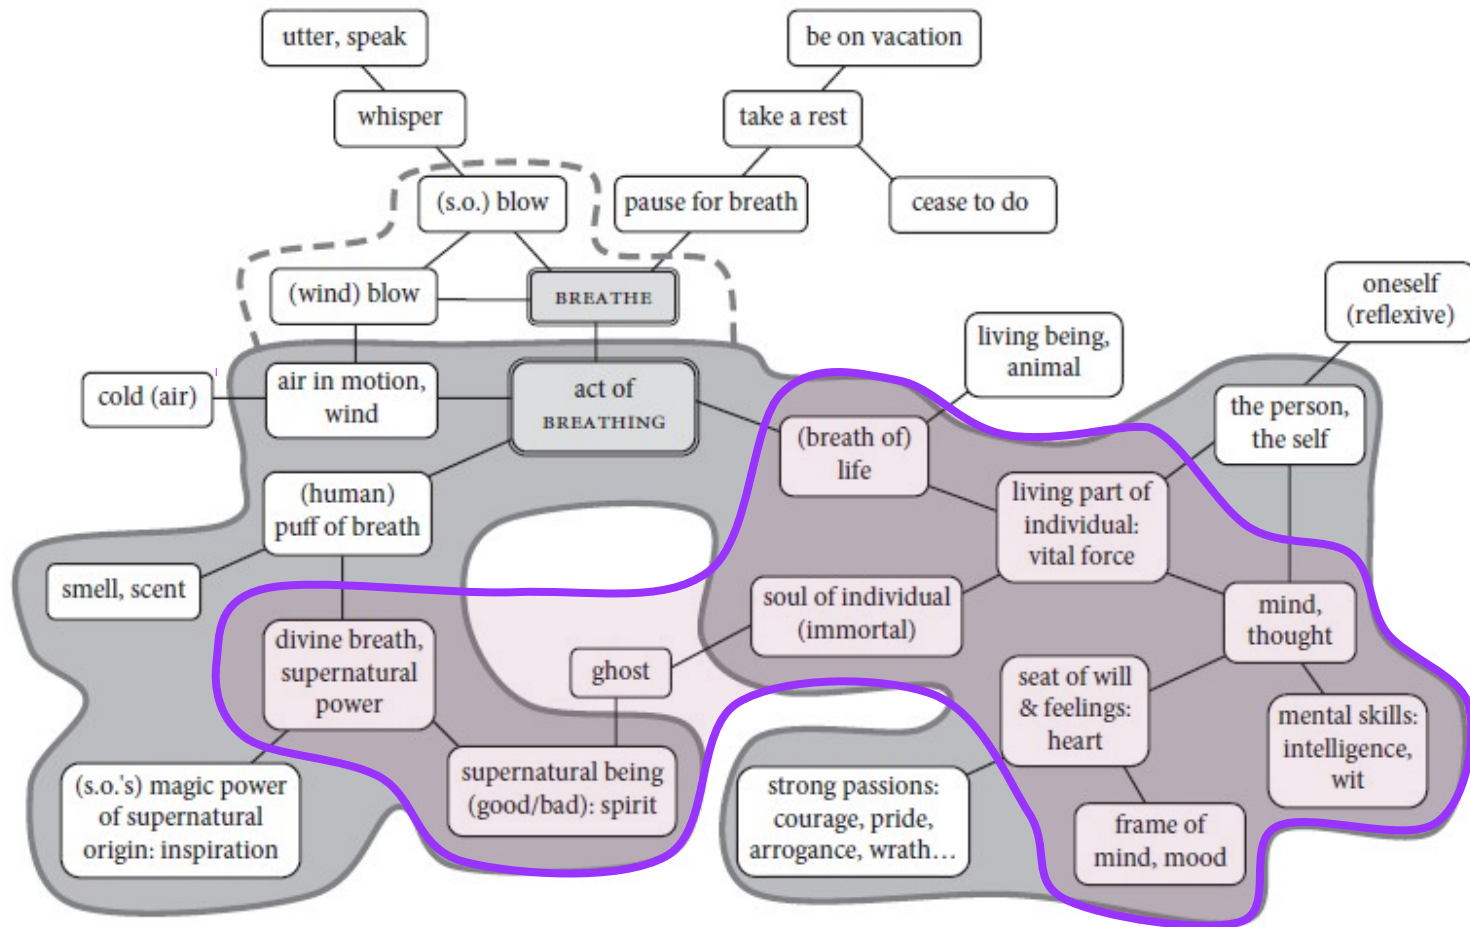 utter, speak
be on vacation
whisper
take a rest
(s.o.) blow
pause for breath
cease to do
(wind) blow
BREATHE
oneself
(reflexive)
living being,
animal
cold (air)
air in motion,
wind
act of
BREATHING
the person,
the self
(breath of)
life
(human)
puff of breath
living part of
individual:
vital force
smell, scent
soul of individual
(immortal)
mind,
thought
divine breath,
supernatural
power
ghost
seat of will
& feelings:
heart
mental skills:
intelligence,
wit
(s.o.'s) magic power
of supernatural
origin: inspiration
supernatural being
(good/bad): spirit
strong passions:
courage, pride,
arrogance, wrath…
frame of
mind, mood